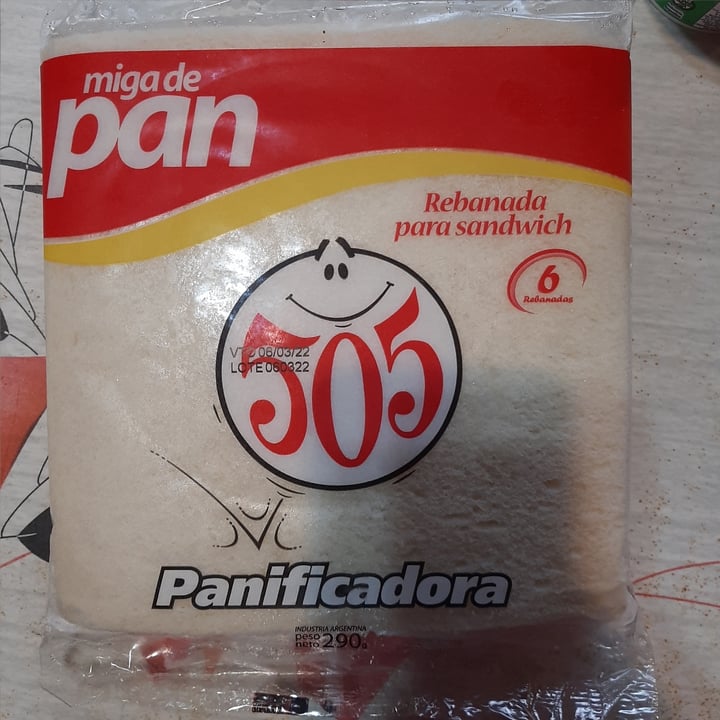 miga de
pan
Rebanada
para sandwich
6
Rebanadas
505
VTO 06/03/22
LOTE 060322
Panificadora
INDUSTRIA ARGENTINA
peso
neto 290g